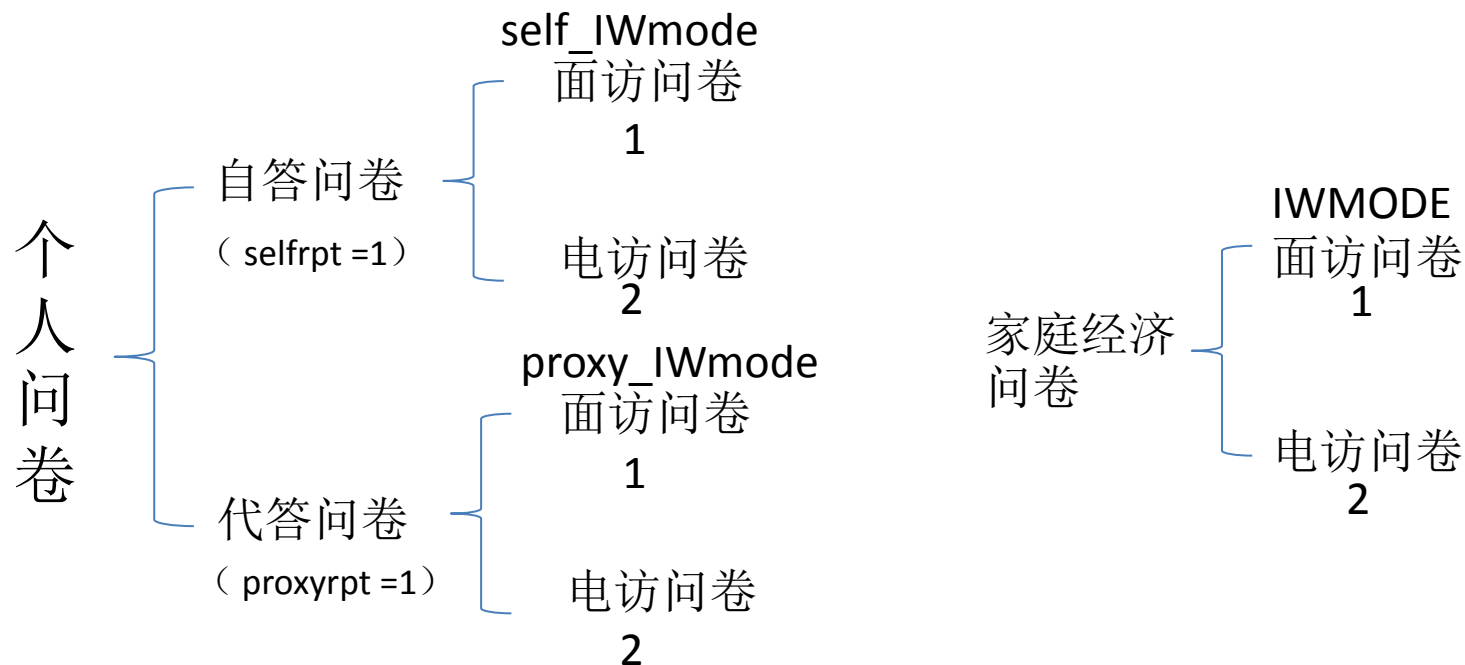 个
人
问
卷
自答问卷
（ selfrpt =1）
self_IWmode
面访问卷
1
电访问卷
2
代答问卷
（ proxyrpt =1）
proxy_IWmode
面访问卷
1
电访问卷
2
家庭经济
问卷
IWMODE
面访问卷
1
电访问卷
2